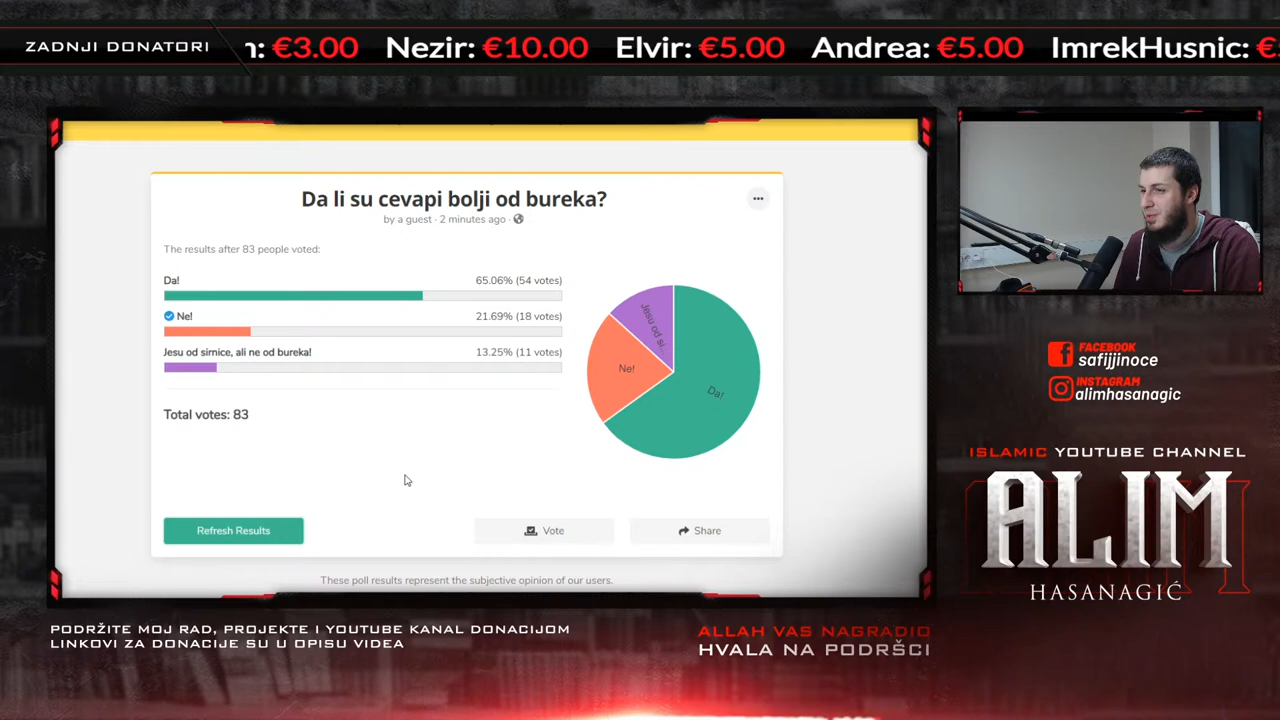 ZADNJI DONATORI
: €3.00 Nezir: €10.00 Elvir: €5.00 Andrea: €5.00 ImrekHusnic: €
Da li su cevapi bolji od bureka?
by a guest · 2 minutes ago ·
The results after 83 people voted:
Da! 65.06% (54 votes)
Ne! 21.69% (18 votes)
Jesu od sirnice, ali ne od bureka! 13.25% (11 votes)
Total votes: 83
Jesu od si...
Ne!
Da!
Refresh Results
Vote
Share
These poll results represent the subjective opinion of our users.
FACEBOOK
safijjinoce
INSTAGRAM
alimhasanagic
ISLAMIC YOUTUBE CHANNEL
ALIM
HASANAGIĆ
PODRŽITE MOJ RAD, PROJEKTE I YOUTUBE KANAL DONACIJOM
LINKOVI ZA DONACIJE SU U OPISU VIDEA
ALLAH VAS NAGRADIO
HVALA NA PODRŠCI